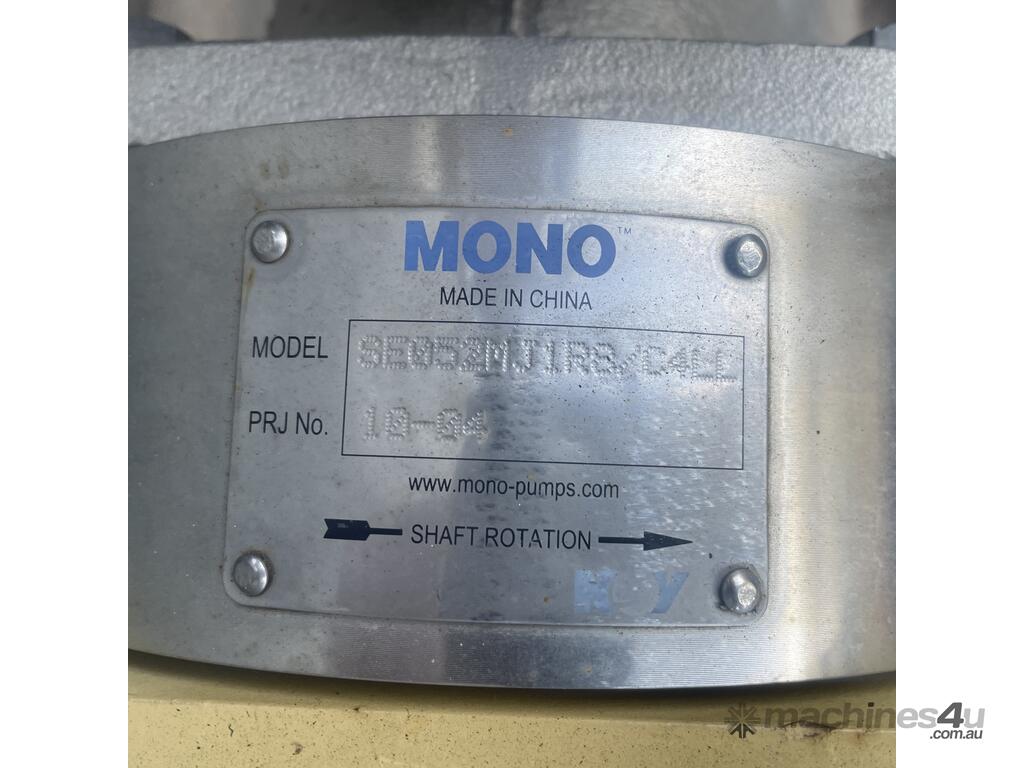 MONO™
MADE IN CHINA
MODEL SE052MJ1R8/C4LL
PRJ No. 10-04
www.mono-pumps.com
SHAFT ROTATION
machines4u
.com.au